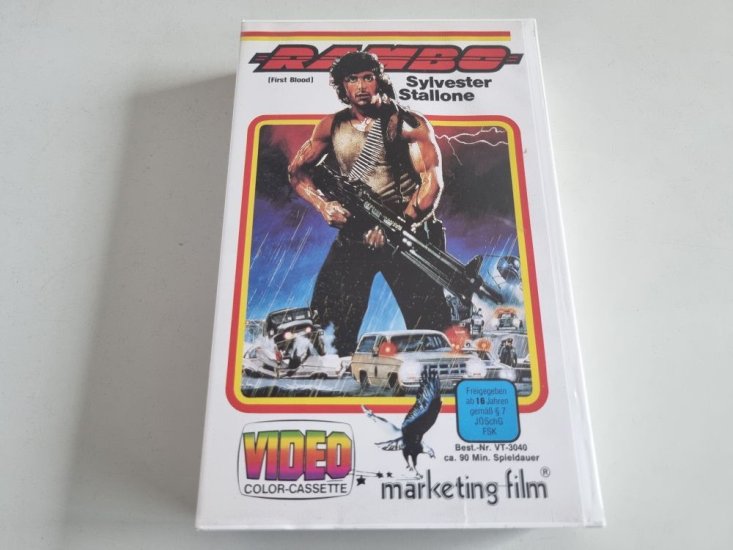 RAMBO
[First Blood]
Sylvester
Stallone
Freigegeben
ab 16 Jahren
gemäß § 7
JÖSchG
FSK
Best.-Nr. VT-3040
ca. 90 Min. Spieldauer
VIDEO
COLOR-CASSETTE
marketing film®